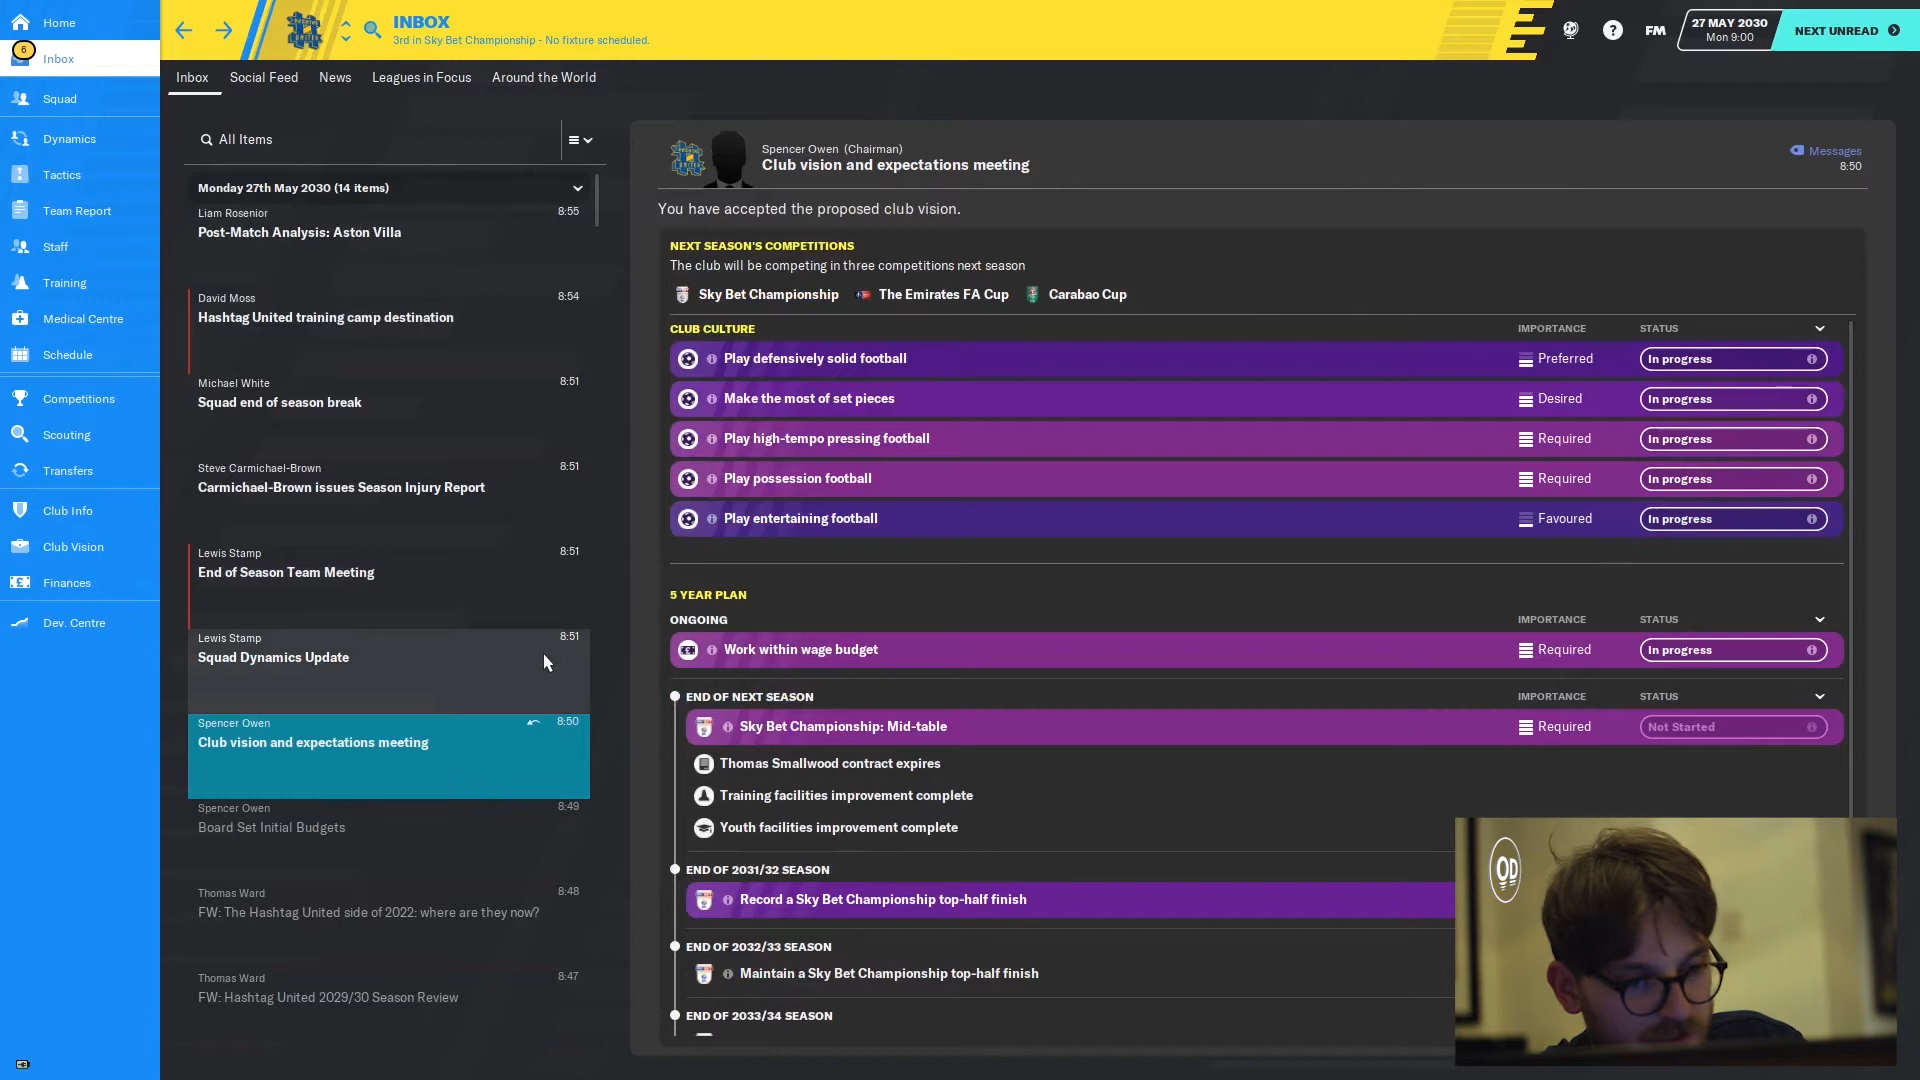 Home
6
Inbox
Squad
Dynamics
Tactics
Team Report
Staff
Training
Medical Centre
Schedule
Competitions
Scouting
Transfers
Club Info
Club Vision
Finances
Dev. Centre
INBOX
3rd in Sky Bet Championship - No fixture scheduled.
?
FM
27 MAY 2030
Mon 9:00
NEXT UNREAD
Inbox Social Feed News Leagues in Focus Around the World
All Items
Monday 27th May 2030 (14 items)
Liam Rosenior 8:55
Post-Match Analysis: Aston Villa
David Moss 8:54
Hashtag United training camp destination
Michael White 8:51
Squad end of season break
Steve Carmichael-Brown 8:51
Carmichael-Brown issues Season Injury Report
Lewis Stamp 8:51
End of Season Team Meeting
Lewis Stamp 8:51
Squad Dynamics Update
Spencer Owen 8:50
Club vision and expectations meeting
Spencer Owen 8:49
Board Set Initial Budgets
Thomas Ward 8:48
FW: The Hashtag United side of 2022: where are they now?
Thomas Ward 8:47
FW: Hashtag United 2029/30 Season Review
Spencer Owen (Chairman)
Club vision and expectations meeting
Messages
8:50
You have accepted the proposed club vision.
NEXT SEASON'S COMPETITIONS
The club will be competing in three competitions next season
Sky Bet Championship The Emirates FA Cup Carabao Cup
CLUB CULTURE IMPORTANCE STATUS
Play defensively solid football Preferred In progress
Make the most of set pieces Desired In progress
Play high-tempo pressing football Required In progress
Play possession football Required In progress
Play entertaining football Favoured In progress
5 YEAR PLAN
ONGOING IMPORTANCE STATUS
Work within wage budget Required In progress
END OF NEXT SEASON IMPORTANCE STATUS
Sky Bet Championship: Mid-table Required Not Started
Thomas Smallwood contract expires
Training facilities improvement complete
Youth facilities improvement complete
END OF 2031/32 SEASON
Record a Sky Bet Championship top-half finish
END OF 2032/33 SEASON
Maintain a Sky Bet Championship top-half finish
END OF 2033/34 SEASON
OD